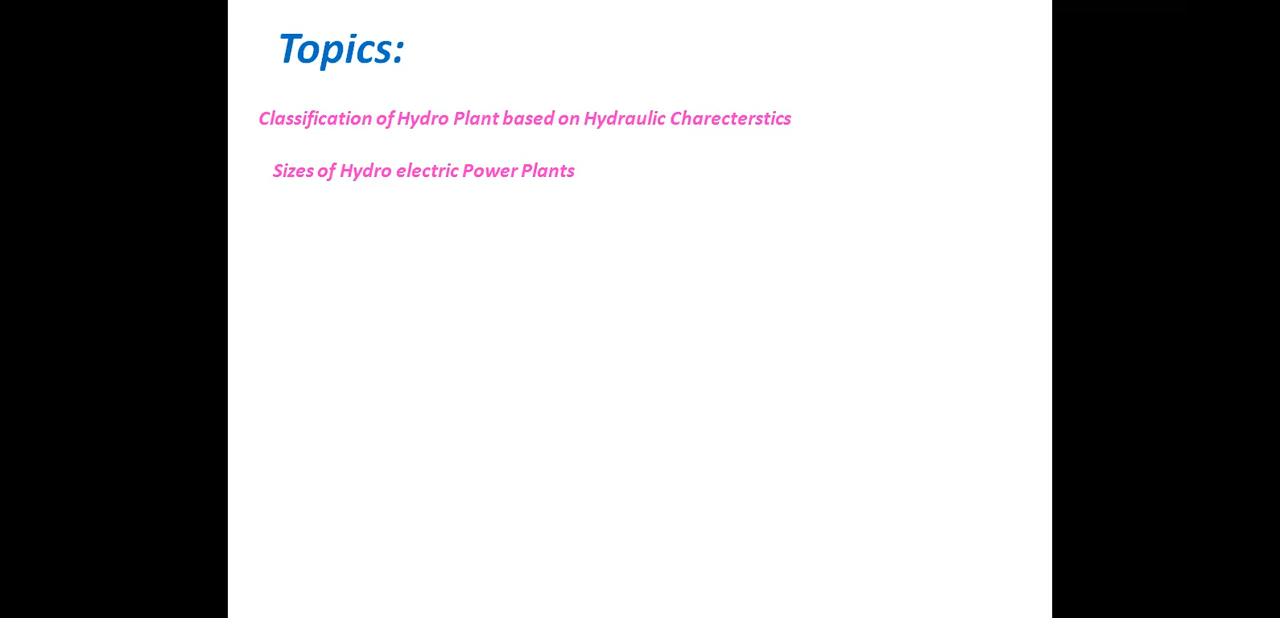 Topics:
Classification of Hydro Plant based on Hydraulic Charecterstics
Sizes of Hydro electric Power Plants